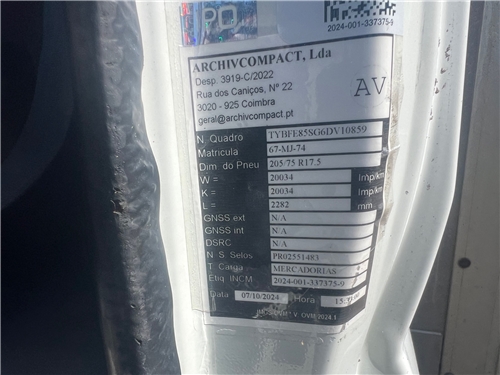 PO
2024-001-337375-9
ARCHIVCOMPACT, Lda
Desp. 3919-C/2022
Rua dos Caniços, Nº 22
3020 - 925 Coimbra
geral@archivcompact.pt
AV
N. Quadro TYBFE85SG6DV10859
Matricula 67-MJ-74
Dim do Pneu 205/75 R17.5
W = 20034 Imp/km
K = 20034 Imp/km
L = 2282 mm.
GNSS ext N/A
GNSS int N/A
DSRC N/A
N. S. Selos PR02551483
T. Carga MERCADORIAS
Etiq. INCM 2024-001-337375-9
Data 07/10/2024 Hora